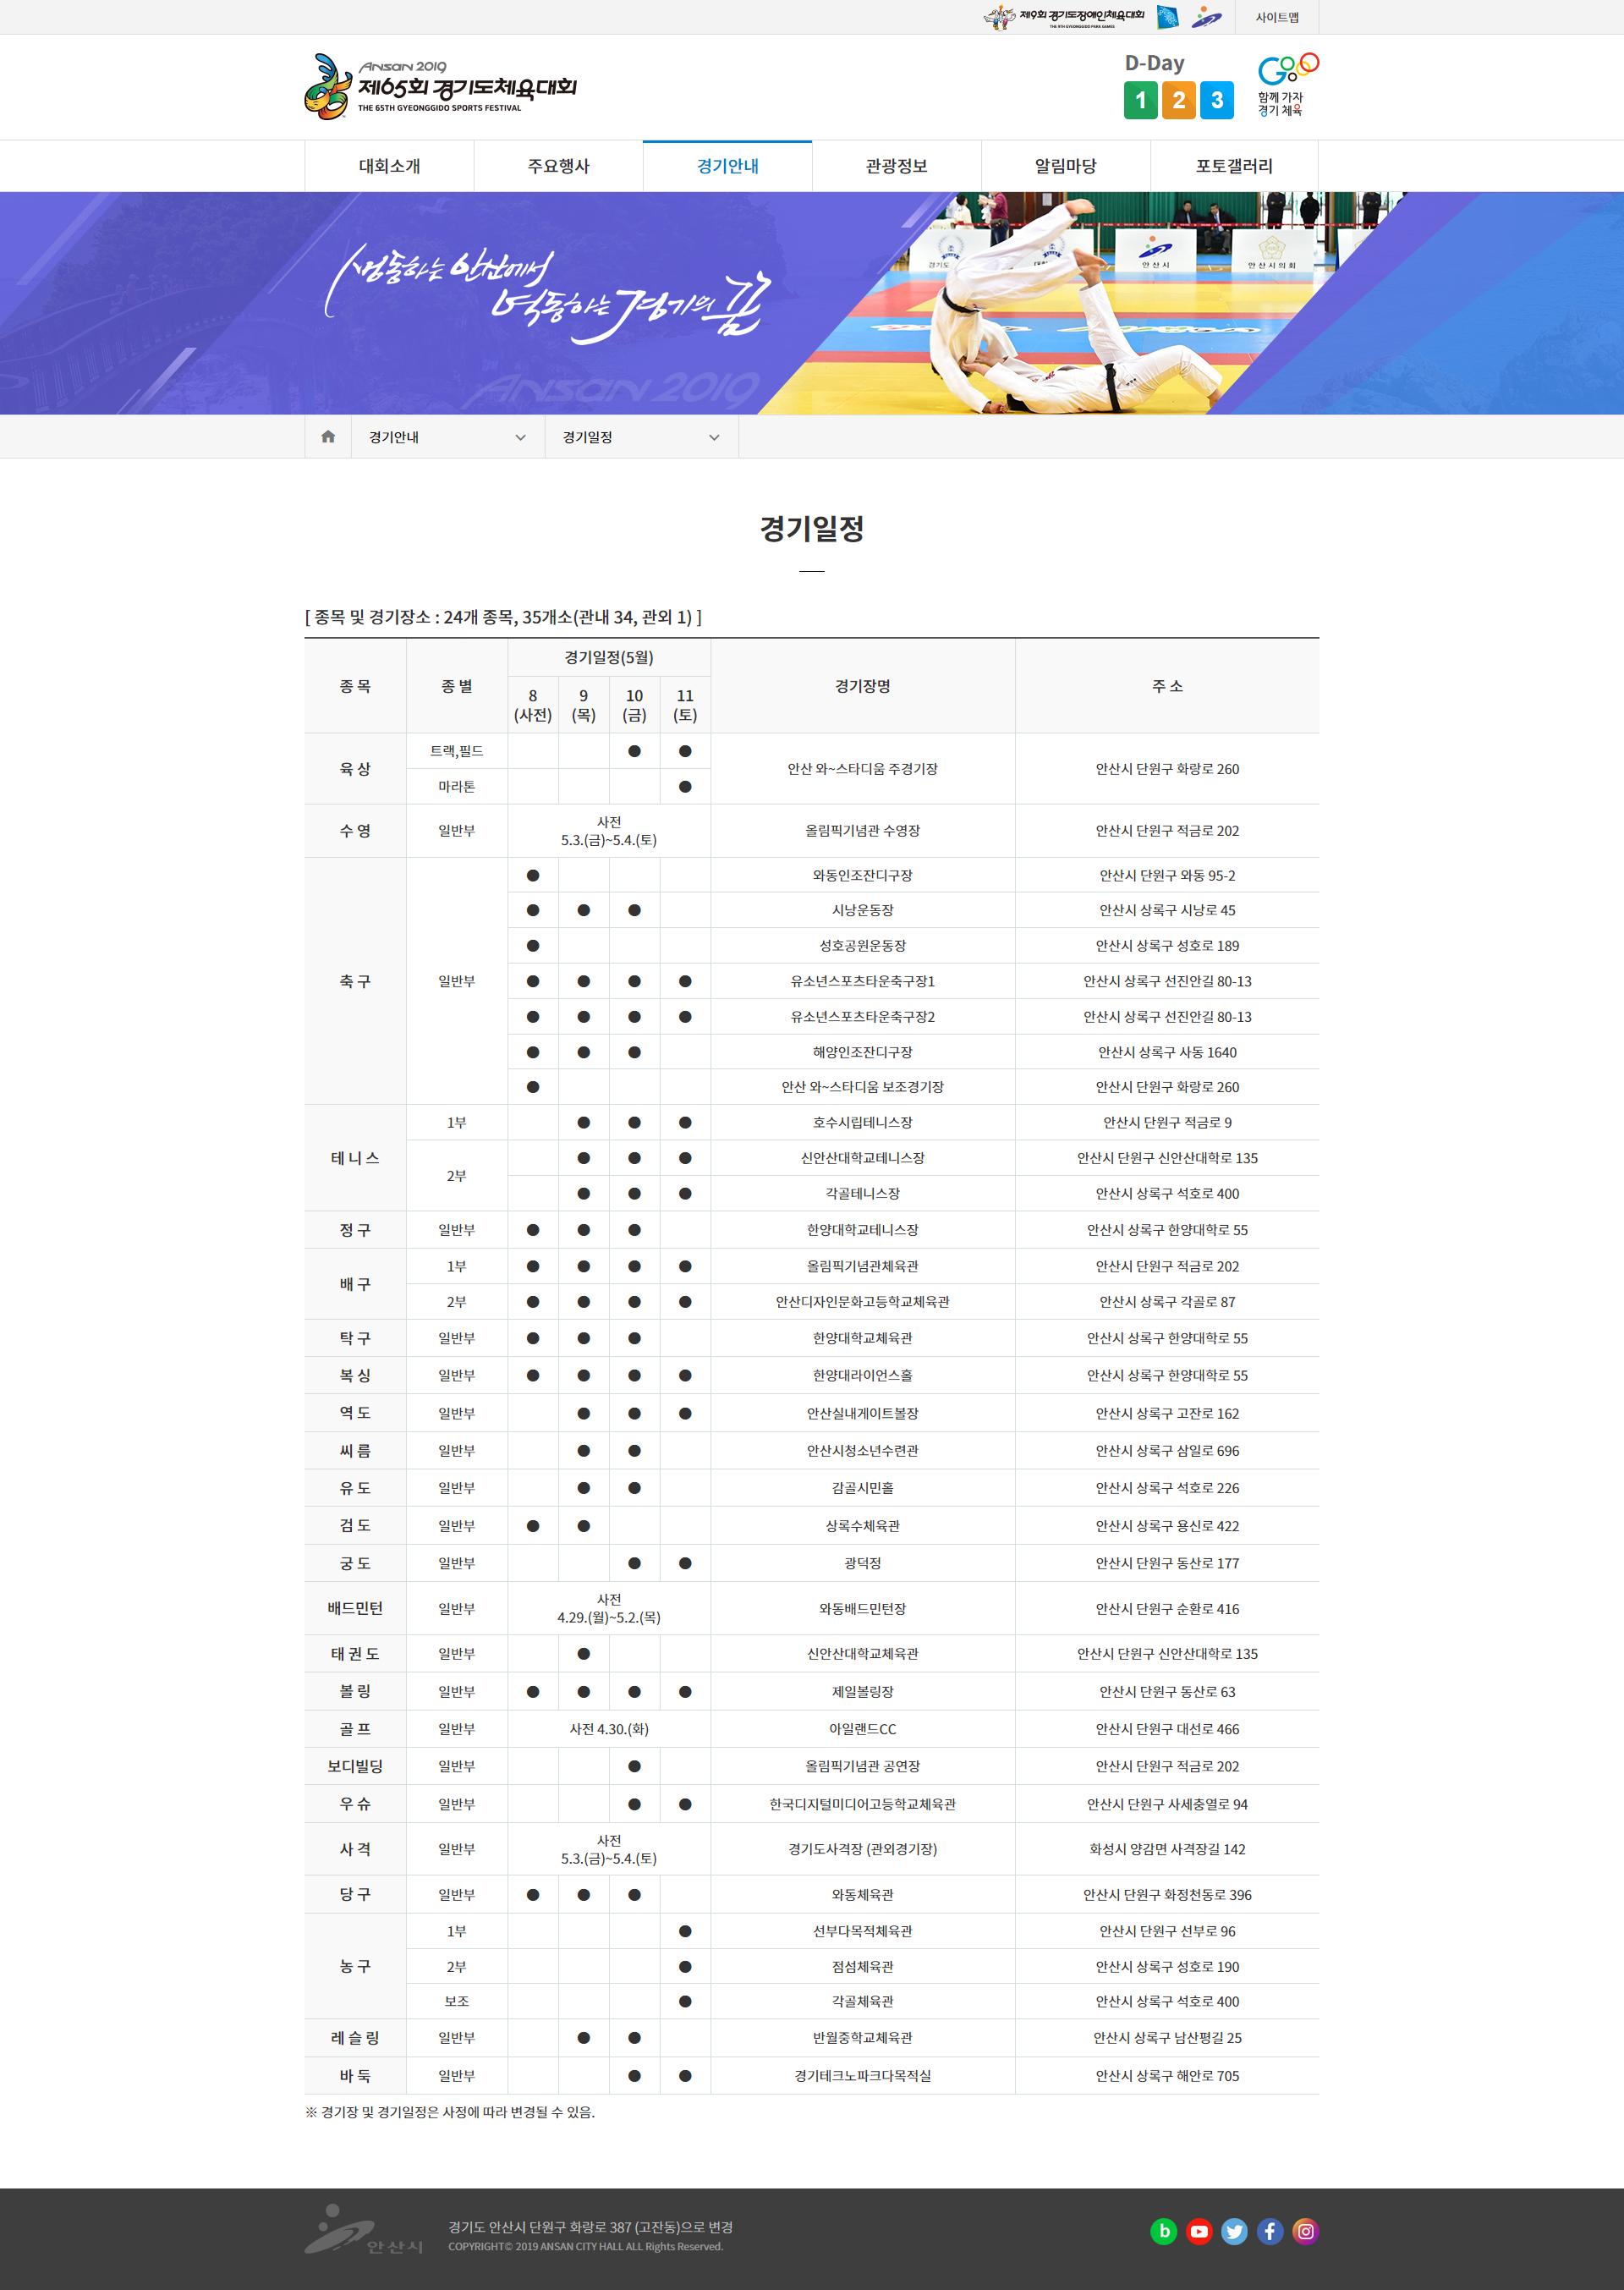 제9회 경기도장애인체육대회
THE 9TH GYEONGGIDO PARA GAMES
사이트맵
ANSAN 2019
제65회 경기도체육대회
THE 65TH GYEONGGIDO SPORTS FESTIVAL
D-Day
1 2 3
함께 가자
경기 체육
대회소개 주요행사 경기안내 관광정보 알림마당 포토갤러리
생동하는 안산에서
역동하는 경기의 꿈
ANSAN 2019
안산시
안산시의회
경기안내 경기일정
경기일정
[ 종목 및 경기장소 : 24개 종목, 35개소(관내 34, 관외 1) ]
종 목 종 별 경기일정(5월) 경기장명 주 소
8 9 10 11
(사전) (목) (금) (토)
육 상 트랙,필드 ● ● 안산 와~스타디움 주경기장 안산시 단원구 화랑로 260
마라톤 ●
수 영 일반부 사전 올림픽기념관 수영장 안산시 단원구 적금로 202
5.3.(금)~5.4.(토)
축 구 일반부 ● 와동인조잔디구장 안산시 단원구 와동 95-2
● ● ● 시낭운동장 안산시 상록구 시낭로 45
● 성호공원운동장 안산시 상록구 성호로 189
● ● ● ● 유소년스포츠타운축구장1 안산시 상록구 선진안길 80-13
● ● ● ● 유소년스포츠타운축구장2 안산시 상록구 선진안길 80-13
● ● ● 해양인조잔디구장 안산시 상록구 사동 1640
● 안산 와~스타디움 보조경기장 안산시 단원구 화랑로 260
테 니 스 1부 ● ● ● 호수시립테니스장 안산시 단원구 적금로 9
2부 ● ● ● 신안산대학교테니스장 안산시 단원구 신안산대학로 135
● ● ● 각골테니스장 안산시 상록구 석호로 400
정 구 일반부 ● ● ● 한양대학교테니스장 안산시 상록구 한양대학로 55
배 구 1부 ● ● ● ● 올림픽기념관체육관 안산시 단원구 적금로 202
2부 ● ● ● ● 안산디자인문화고등학교체육관 안산시 상록구 각골로 87
탁 구 일반부 ● ● ● 한양대학교체육관 안산시 상록구 한양대학로 55
복 싱 일반부 ● ● ● ● 한양대라이언스홀 안산시 상록구 한양대학로 55
역 도 일반부 ● ● ● 안산실내게이트볼장 안산시 상록구 고잔로 162
씨 름 일반부 ● ● 안산시청소년수련관 안산시 상록구 삼일로 696
유 도 일반부 ● ● 감골시민홀 안산시 상록구 석호로 226
검 도 일반부 ● ● 상록수체육관 안산시 상록구 용신로 422
궁 도 일반부 ● ● 광덕정 안산시 단원구 동산로 177
배드민턴 일반부 사전 와동배드민턴장 안산시 단원구 순환로 416
4.29.(월)~5.2.(목)
태 권 도 일반부 ● 신안산대학교체육관 안산시 단원구 신안산대학로 135
볼 링 일반부 ● ● ● ● 제일볼링장 안산시 단원구 동산로 63
골 프 일반부 사전 4.30.(화) 아일랜드CC 안산시 단원구 대선로 466
보디빌딩 일반부 ● 올림픽기념관 공연장 안산시 단원구 적금로 202
우 슈 일반부 ● ● 한국디지털미디어고등학교체육관 안산시 단원구 사세충열로 94
사 격 일반부 사전 경기도사격장 (관외경기장) 화성시 양감면 사격장길 142
5.3.(금)~5.4.(토)
당 구 일반부 ● ● ● 와동체육관 안산시 단원구 화정천동로 396
농 구 1부 ● 선부다목적체육관 안산시 단원구 선부로 96
2부 ● 점섬체육관 안산시 상록구 성호로 190
보조 ● 각골체육관 안산시 상록구 석호로 400
레 슬 링 일반부 ● ● 반월중학교체육관 안산시 상록구 남산평길 25
바 둑 일반부 ● ● 경기테크노파크다목적실 안산시 상록구 해안로 705
※ 경기장 및 경기일정은 사정에 따라 변경될 수 있음.
안산시
경기도 안산시 단원구 화랑로 387 (고잔동)으로 변경
COPYRIGHT© 2019 ANSAN CITY HALL ALL Rights Reserved.